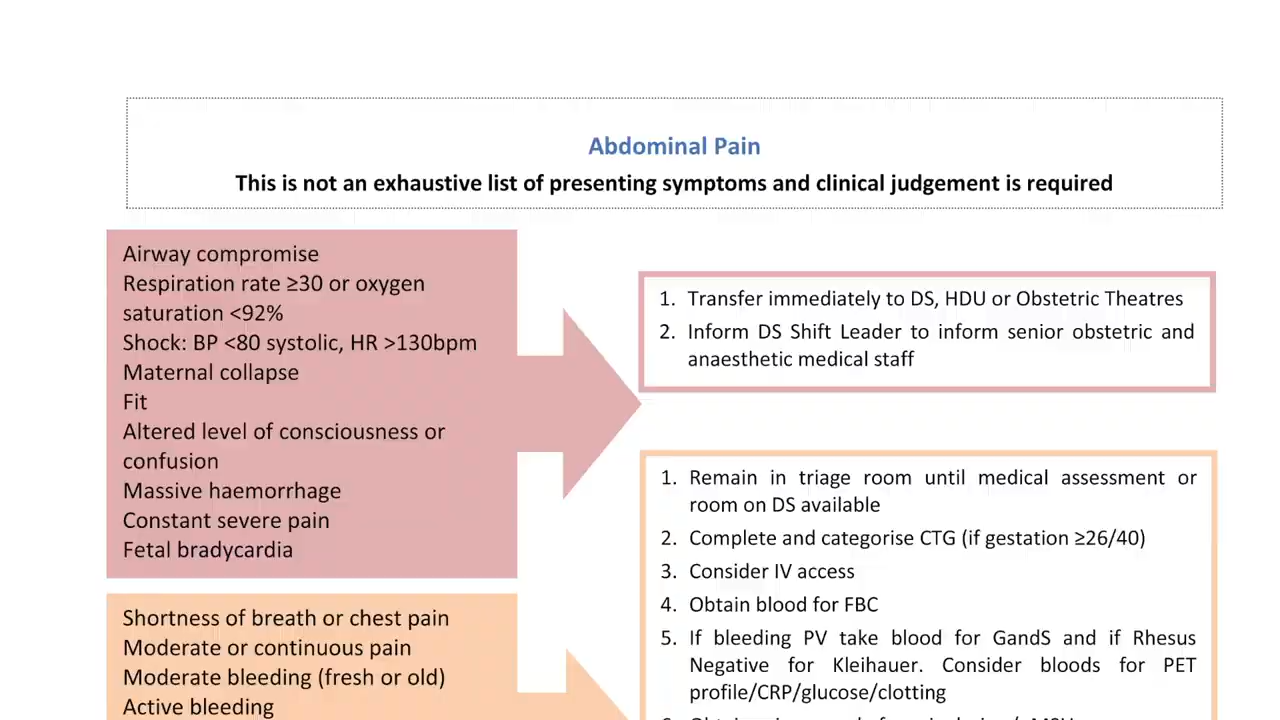 Abdominal Pain
This is not an exhaustive list of presenting symptoms and clinical judgement is required
Airway compromise
Respiration rate ≥30 or oxygen
saturation <92%
Shock: BP <80 systolic, HR >130bpm
Maternal collapse
Fit
Altered level of consciousness or
confusion
Massive haemorrhage
Constant severe pain
Fetal bradycardia
1. Transfer immediately to DS, HDU or Obstetric Theatres
2. Inform DS Shift Leader to inform senior obstetric and
anaesthetic medical staff
Shortness of breath or chest pain
Moderate or continuous pain
Moderate bleeding (fresh or old)
Active bleeding
1. Remain in triage room until medical assessment or
room on DS available
2. Complete and categorise CTG (if gestation ≥26/40)
3. Consider IV access
4. Obtain blood for FBC
5. If bleeding PV take blood for GandS and if Rhesus
Negative for Kleihauer. Consider bloods for PET
profile/CRP/glucose/clotting